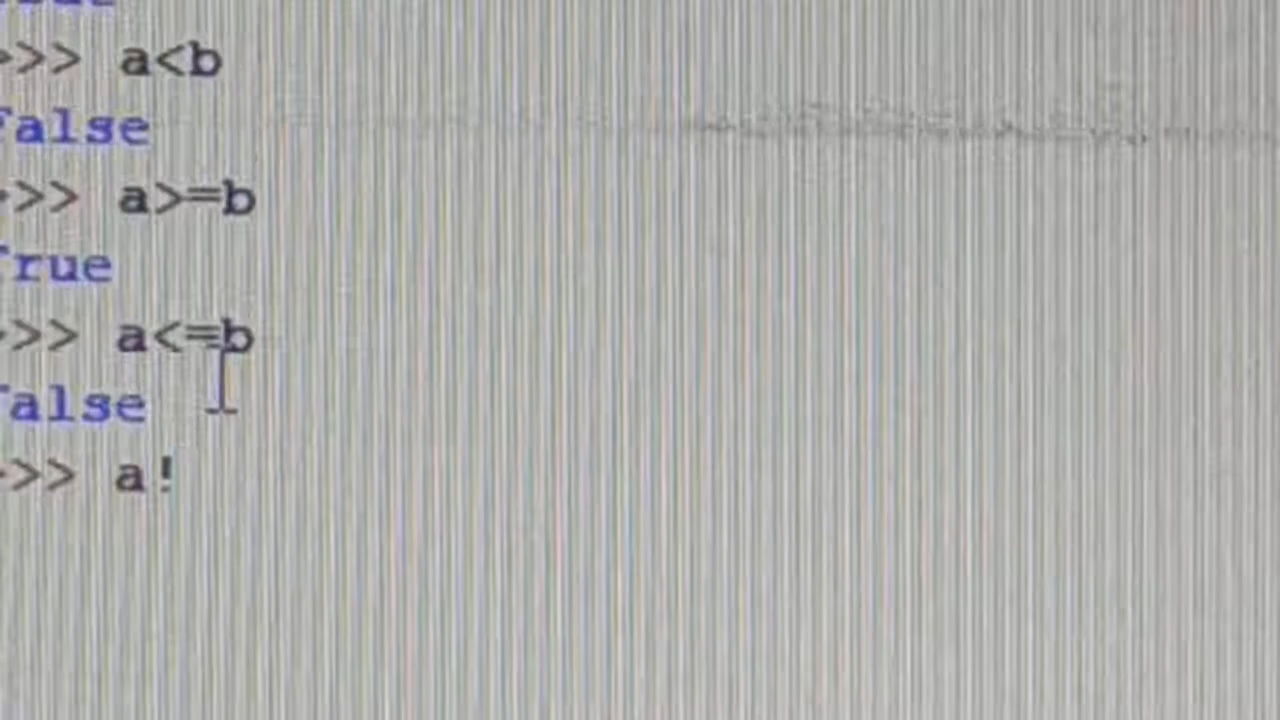 >>> a<b
False
>>> a>=b
True
>>> a<=b
False
>>> a!